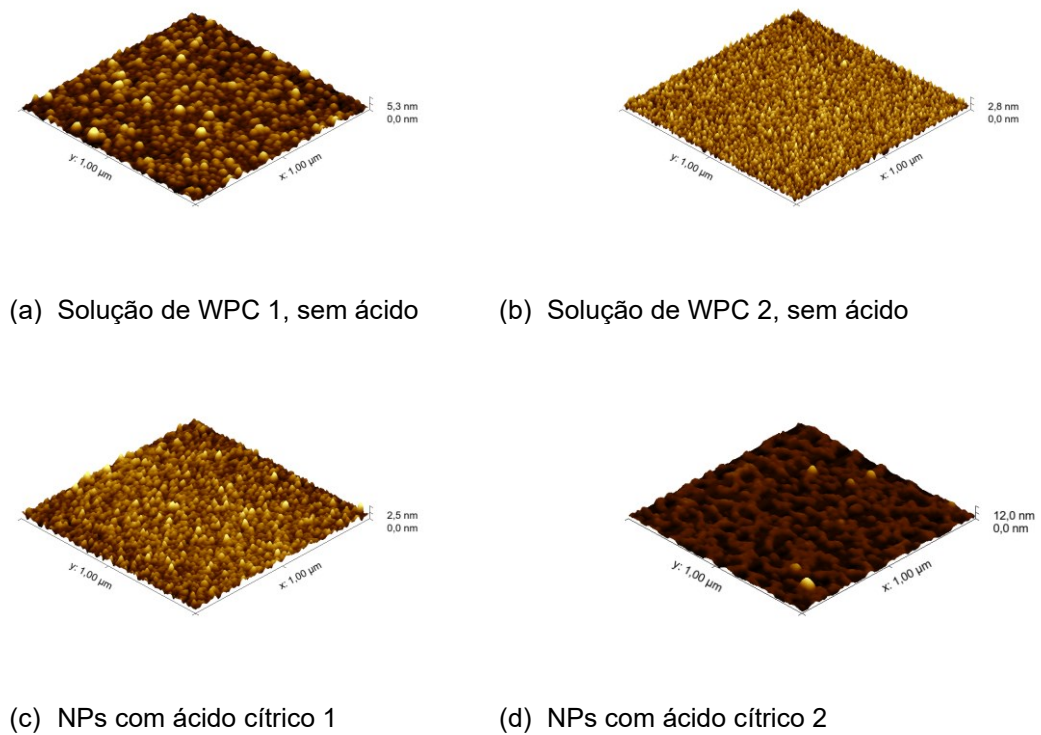 5,3 nm
0,0 nm
y: 1,00 µm
x: 1,00 µm
2,8 nm
0,0 nm
y: 1,00 µm
x: 1,00 µm
(a) Solução de WPC 1, sem ácido
(b) Solução de WPC 2, sem ácido
2,5 nm
0,0 nm
y: 1,00 µm
x: 1,00 µm
12,0 nm
0,0 nm
y: 1,00 µm
x: 1,00 µm
(c) NPs com ácido cítrico 1
(d) NPs com ácido cítrico 2